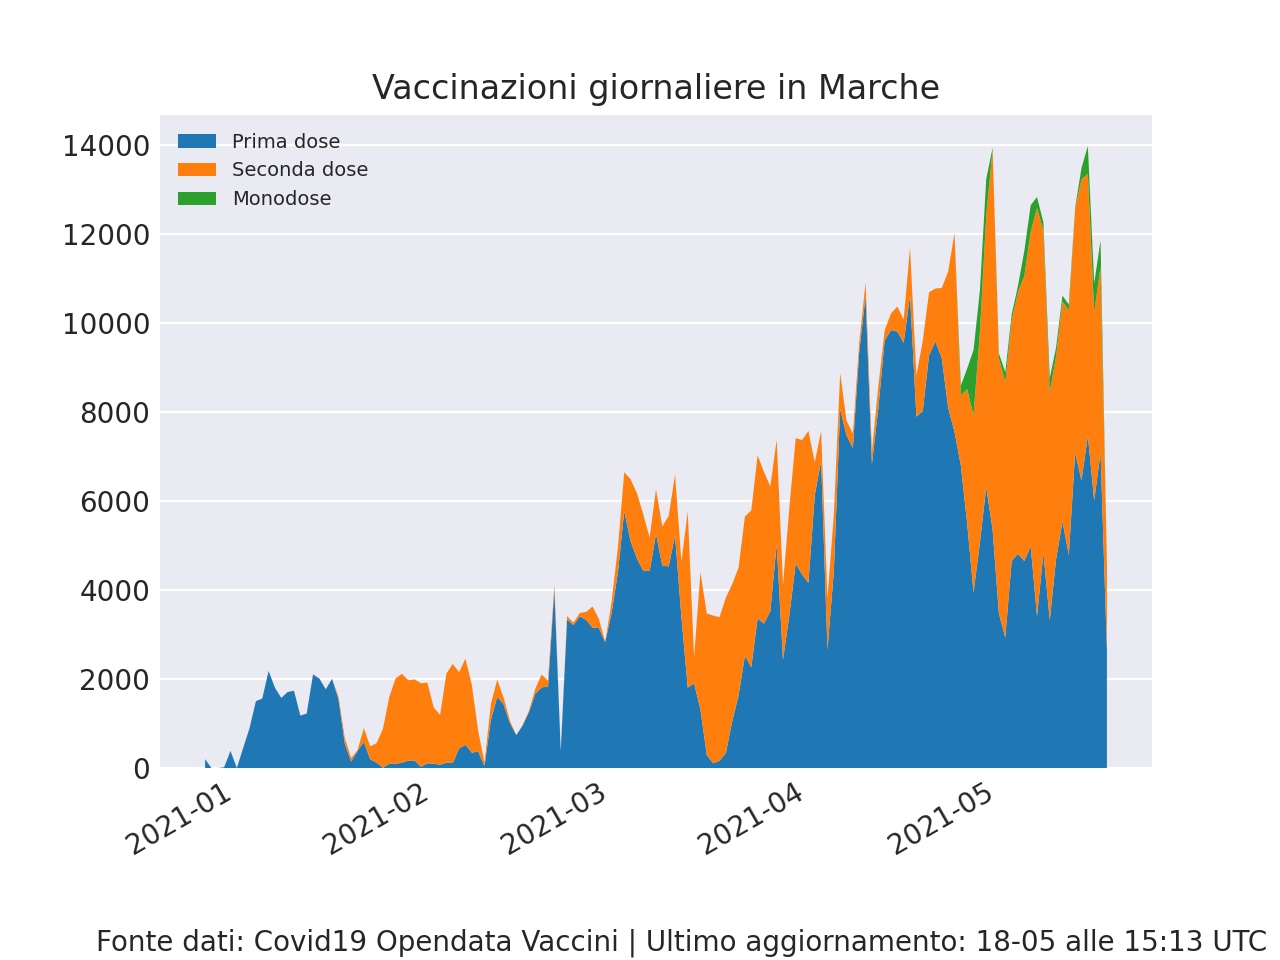 Vaccinazioni giornaliere in Marche
Prima dose
Seconda dose
Monodose
14000
12000
10000
8000
6000
4000
2000
0
2021-01
2021-02
2021-03
2021-04
2021-05
Fonte dati: Covid19 Opendata Vaccini | Ultimo aggiornamento: 18-05 alle 15:13 UTC